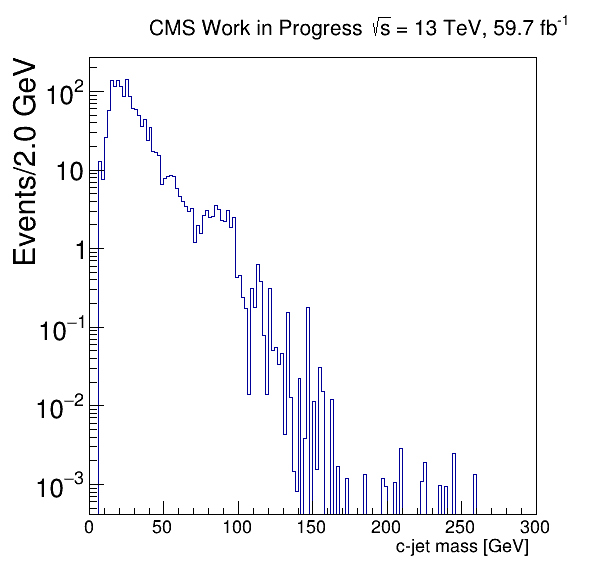 CMS Work in Progress √s = 13 TeV, 59.7 fb⁻¹
Events/2.0 GeV
10²
10
1
10⁻¹
10⁻²
10⁻³
0 50 100 150 200 250 300
c-jet mass [GeV]